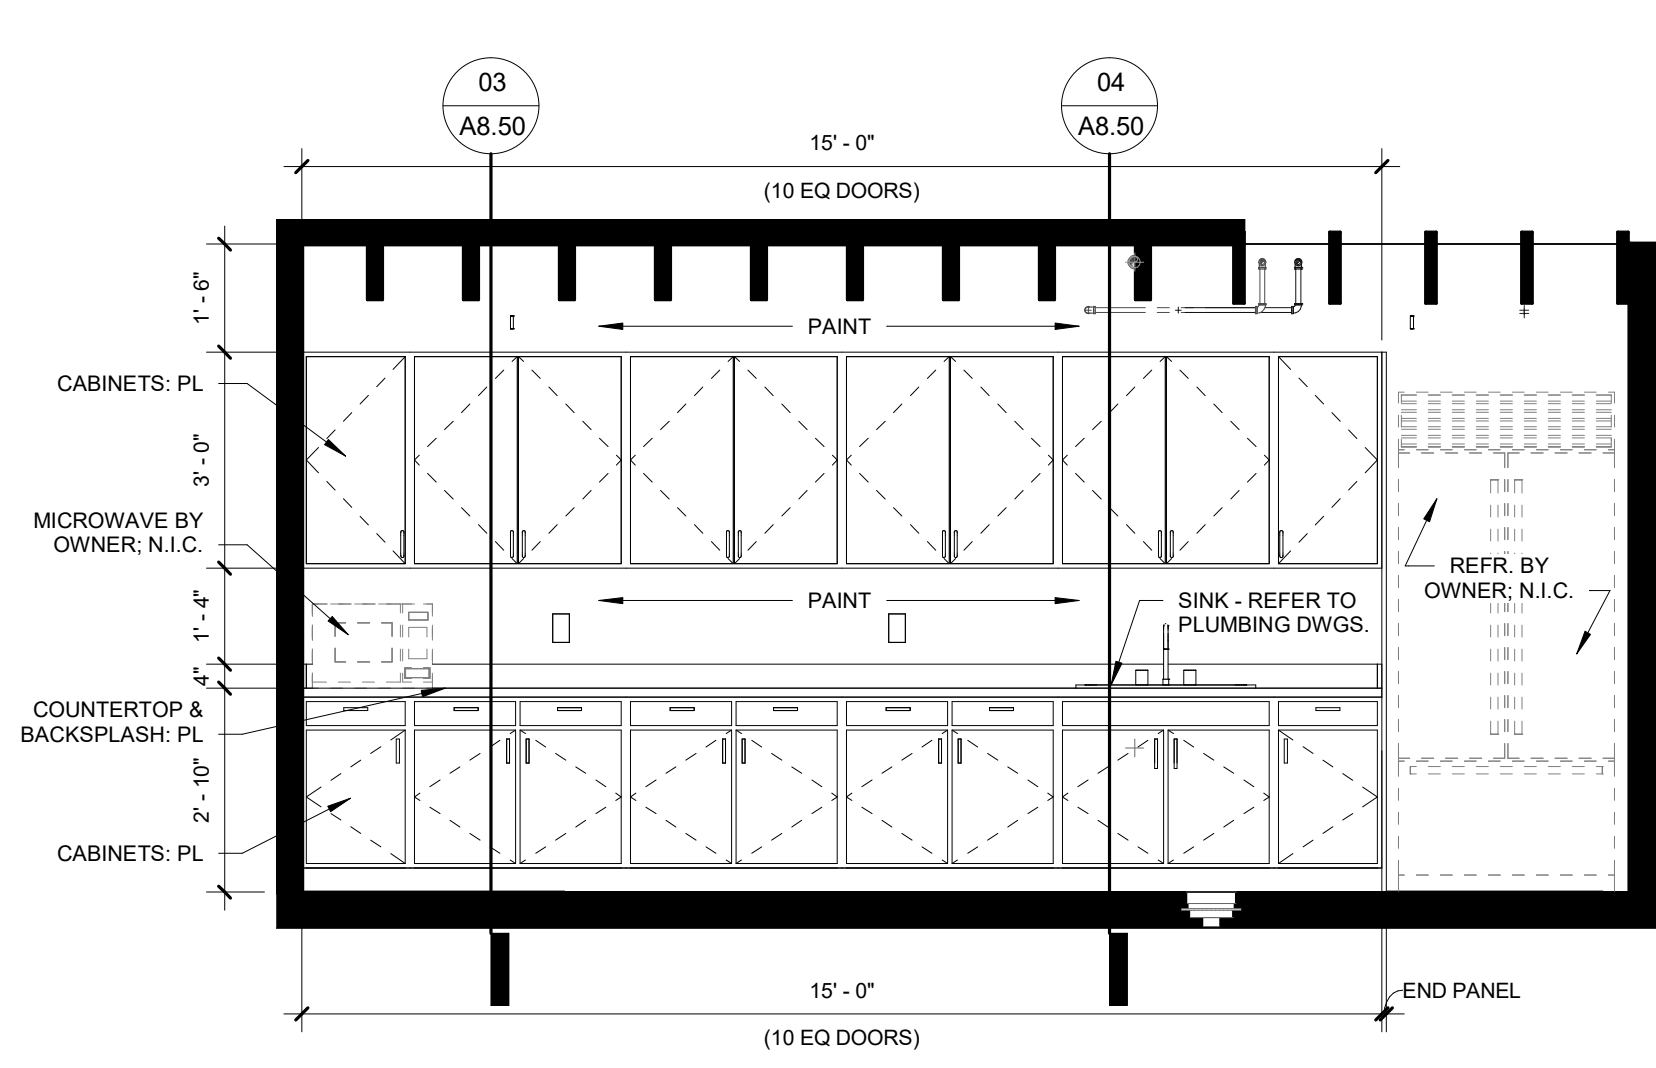 03
A8.50
04
A8.50
15' - 0"
(10 EQ DOORS)
1' - 6"
PAINT
CABINETS: PL
3' - 0"
MICROWAVE BY
OWNER; N.I.C.
REFR. BY
OWNER; N.I.C.
1' - 4"
PAINT
SINK - REFER TO
PLUMBING DWGS.
4"
COUNTERTOP &
BACKSPLASH: PL
2' - 10"
CABINETS: PL
15' - 0"
(10 EQ DOORS)
END PANEL